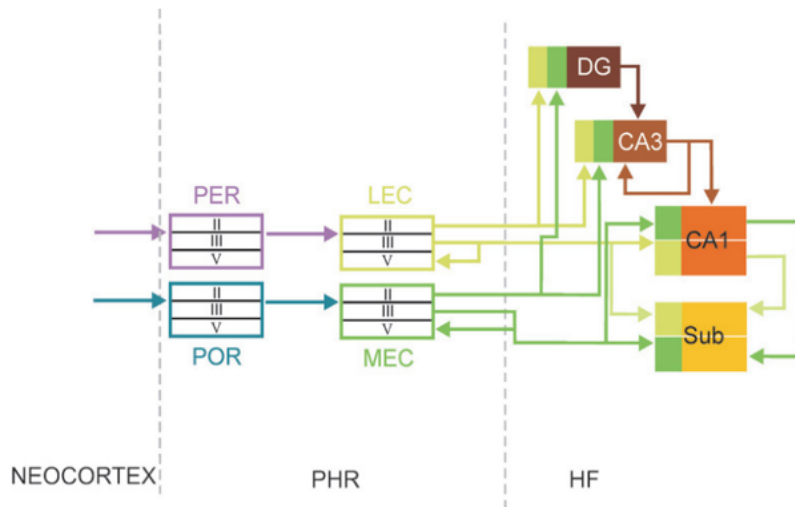 DG
CA3
PER
LEC
II
III
V
II
III
V
CA1
II
III
V
II
III
V
Sub
POR
MEC
NEOCORTEX
PHR
HF